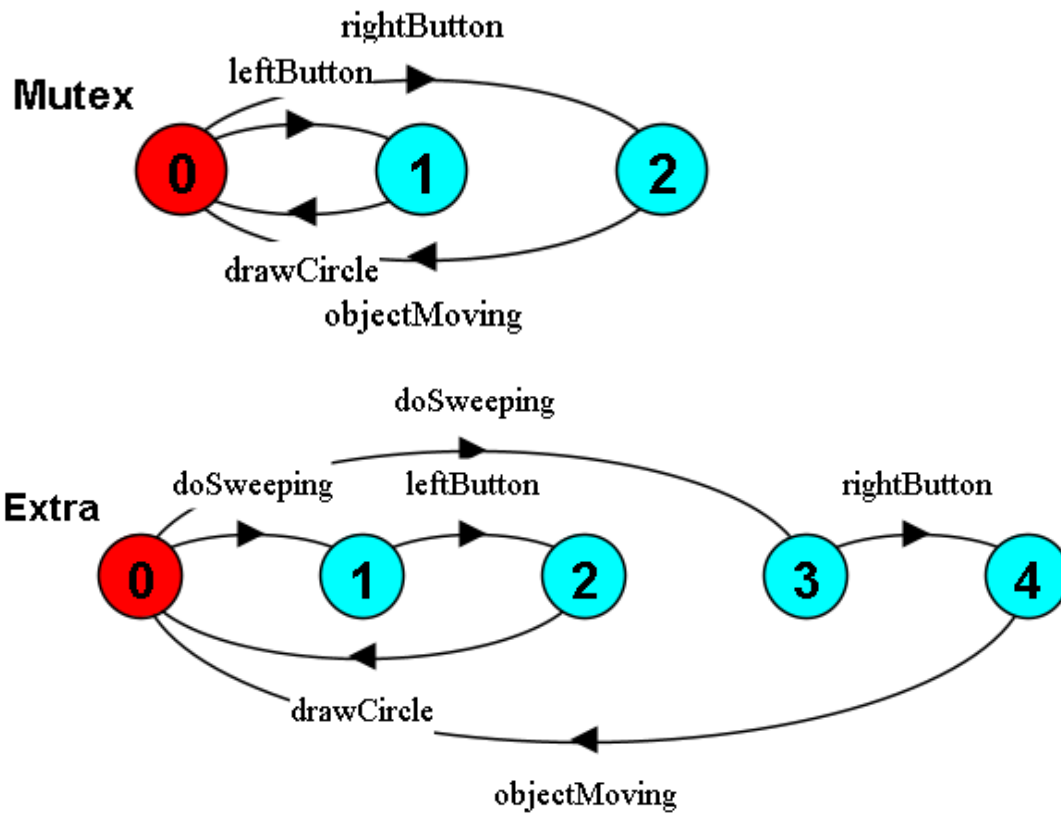 rightButton
leftButton
Mutex
0 1 2
drawCircle
objectMoving
doSweeping
doSweeping leftButton rightButton
Extra
0 1 2 3 4
drawCircle
objectMoving